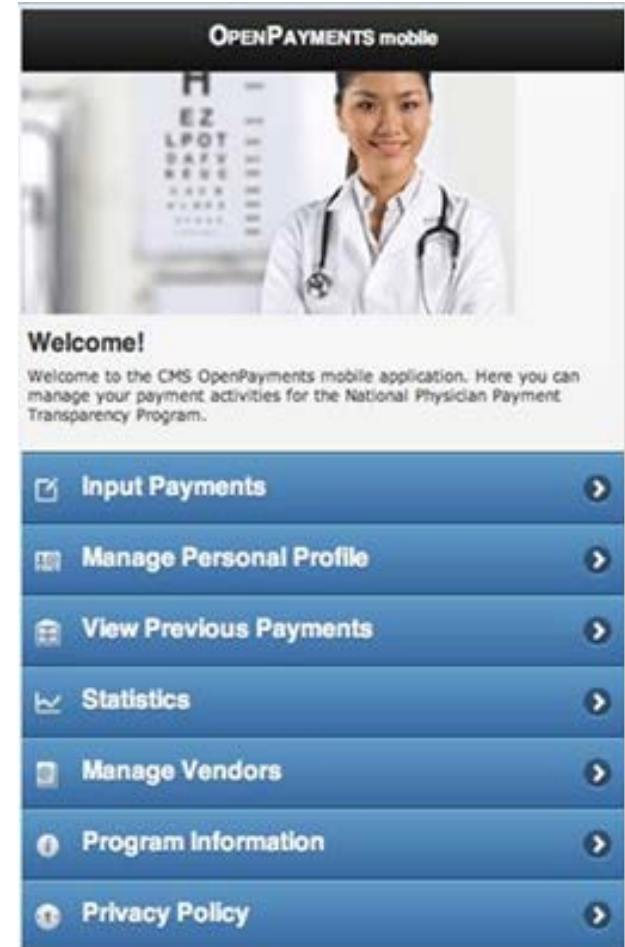 OPENPAYMENTS mobile
H
EZ
LPOT
Welcome!
Welcome to the CMS OpenPayments mobile application. Here you can
manage your payment activities for the National Physician Payment
Transparency Program.
Input Payments
Manage Personal Profile
View Previous Payments
Statistics
Manage Vendors
Program Information
Privacy Policy